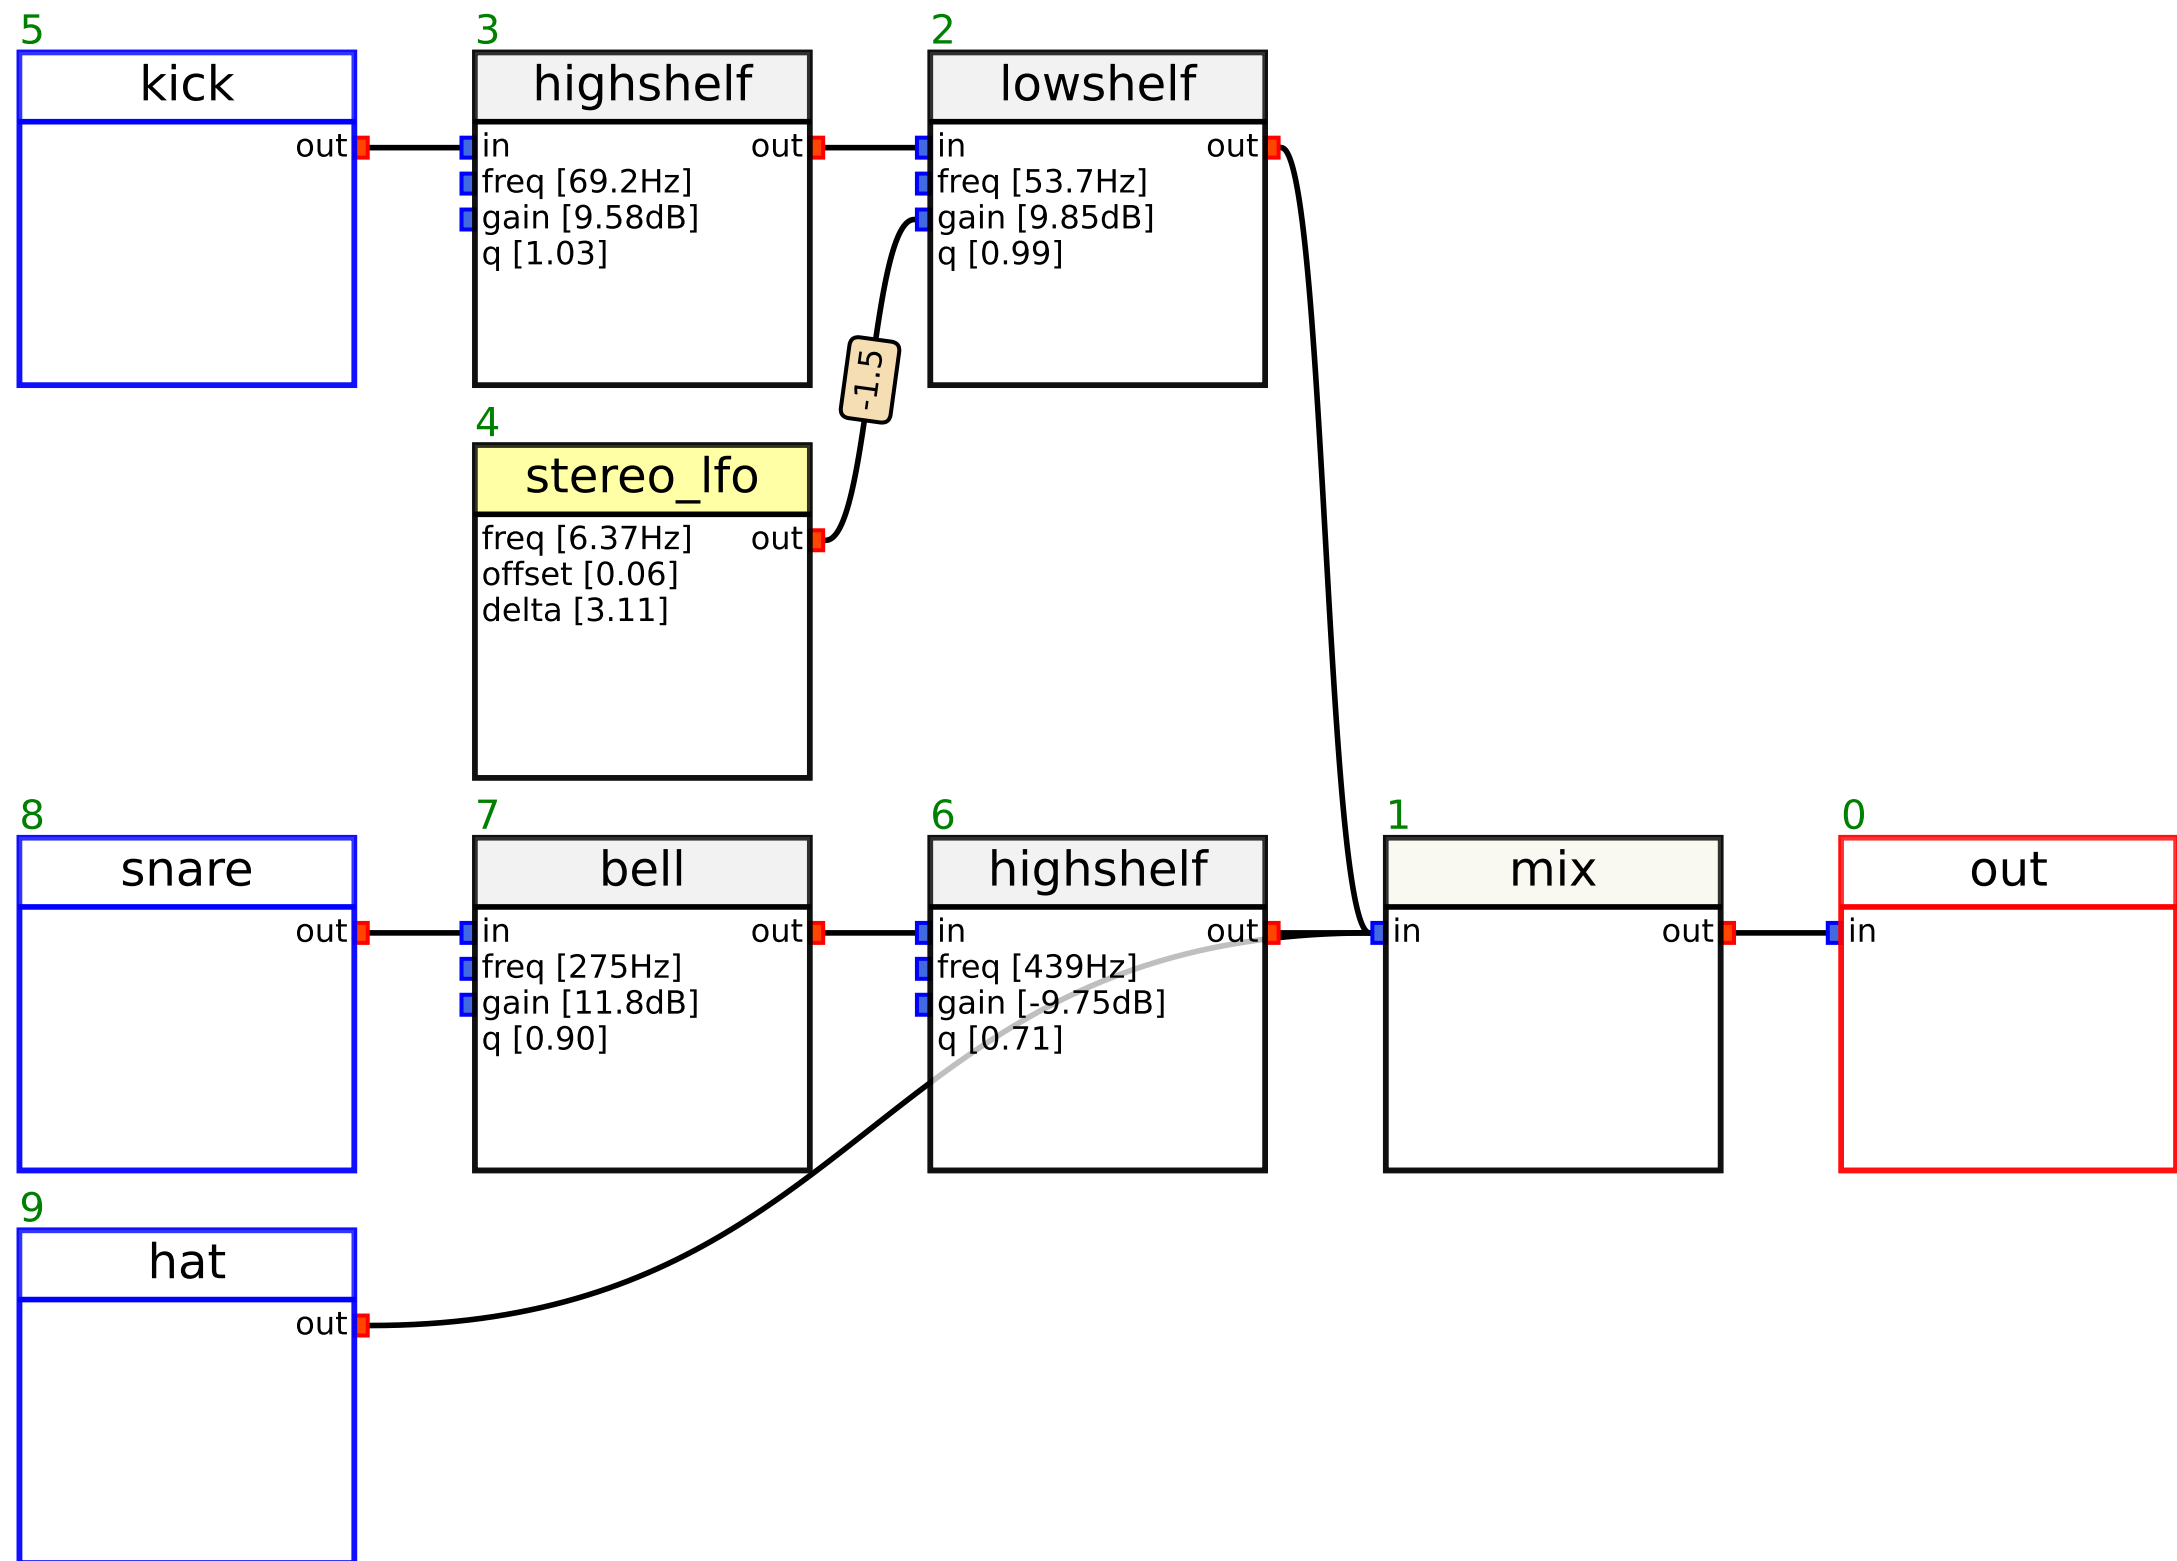 5
kick
out
3
highshelf
in out
freq [69.2Hz]
gain [9.58dB]
q [1.03]
2
lowshelf
in out
freq [53.7Hz]
gain [9.85dB]
q [0.99]
-1.5
4
stereo_lfo
freq [6.37Hz] out
offset [0.06]
delta [3.11]
8
snare
out
7
bell
in out
freq [275Hz]
gain [11.8dB]
q [0.90]
6
highshelf
in out
freq [439Hz]
gain [-9.75dB]
q [0.71]
1
mix
in out
0
out
in
9
hat
out